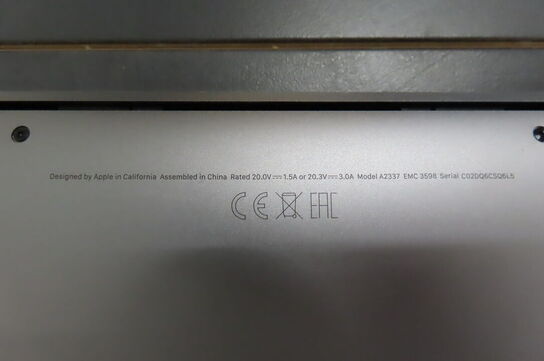 Designed by Apple in California Assembled in China Rated 20.0V⎓1.5A or 20.3V⎓3.0A Model A2337 EMC 3598 Serial C02DQ6CSQ6L5
CE EAC